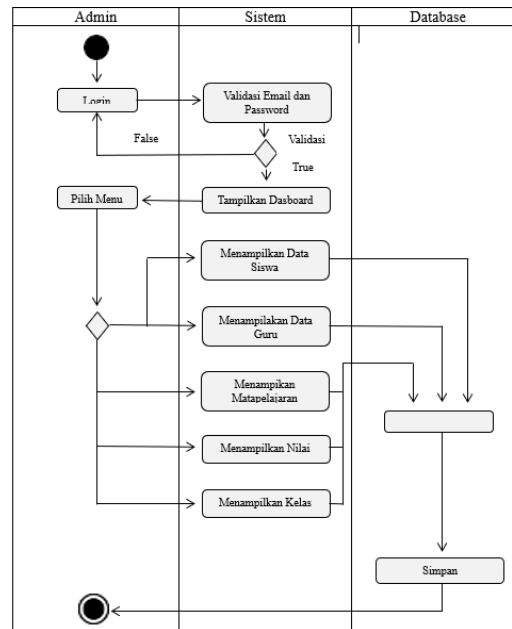 Admin
Sistem
Database
Login
Validasi Email dan
Password
False
Validasi
True
Pilih Menu
Tampilkan Dasboard
Menampilkan Data
Siswa
Menampilakan Data
Guru
Menampikan
Matapelajaran
Menampilkan Nilai
Menampilkan Kelas
Simpan